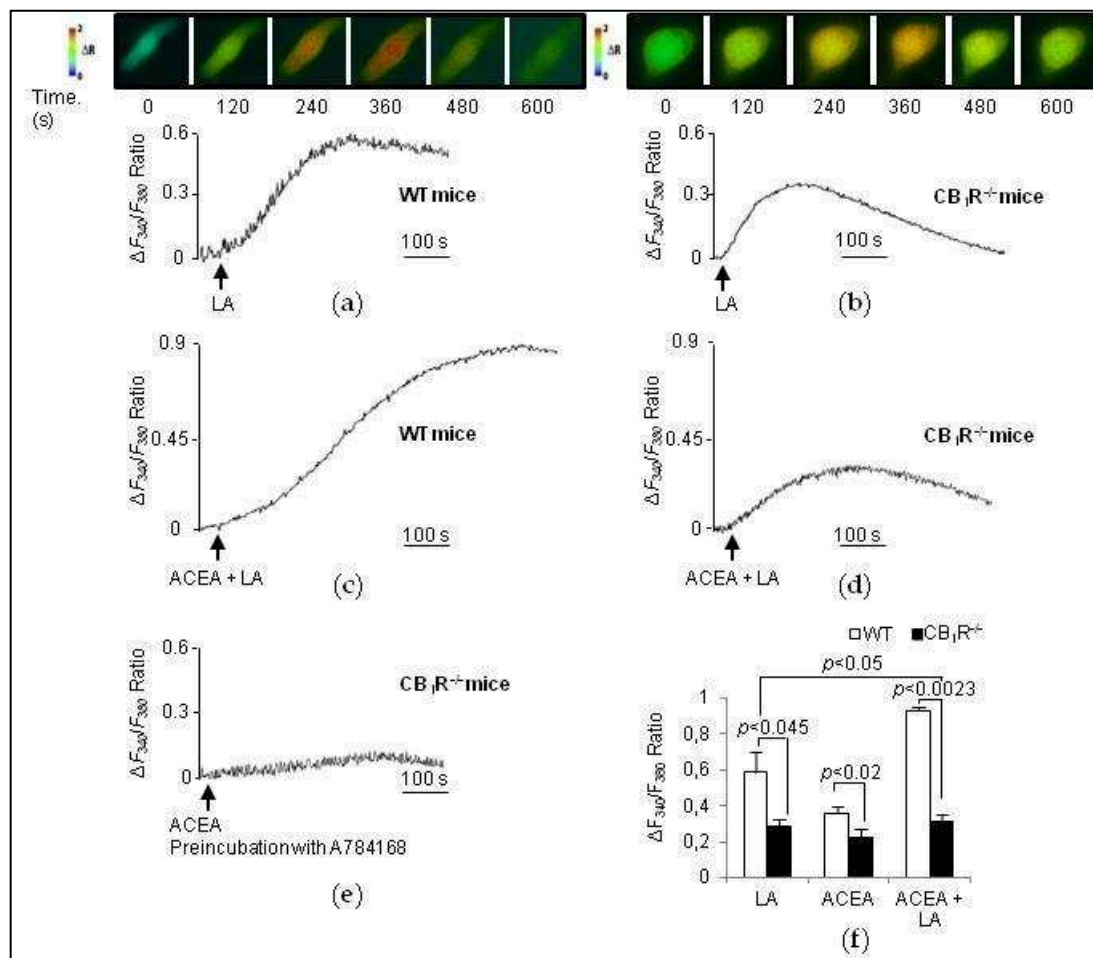 2
ΔR
0
2
ΔR
0
Time. (s)
0 120 240 360 480 600
0 120 240 360 480 600
ΔF340/F380 Ratio
0.6
0.3
0
WT mice
100 s
LA
(a)
ΔF340/F380 Ratio
0.6
0.3
0
CB1R-/- mice
100 s
LA
(b)
ΔF340/F380 Ratio
0.9
0.45
0
WT mice
100 s
ACEA + LA
(c)
ΔF340/F380 Ratio
0.9
0.45
0
CB1R-/- mice
100 s
ACEA + LA
(d)
ΔF340/F380 Ratio
0.6
0.3
0
CB1R-/- mice
100 s
ACEA
Preincubation with A784168
(e)
WT CB1R-/-
p<0.05
p<0.0023
p<0.045
p<0.02
ΔF340/F380 Ratio
1
0,8
0,6
0,4
0,2
0
LA ACEA ACEA +
LA
(f)